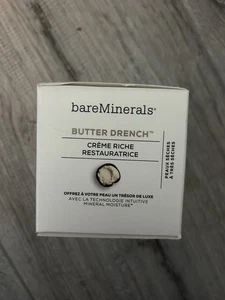 bareMinerals®
BUTTER DRENCH™
CRÈME RICHE
RESTAURATRICE
PEAUX SÈCHES
À TRÈS SÈCHES
OFFREZ À VOTRE PEAU UN TRÉSOR DE LUXE
AVEC LA TECHNOLOGIE INTUITIVE
MINERAL MOISTURE*